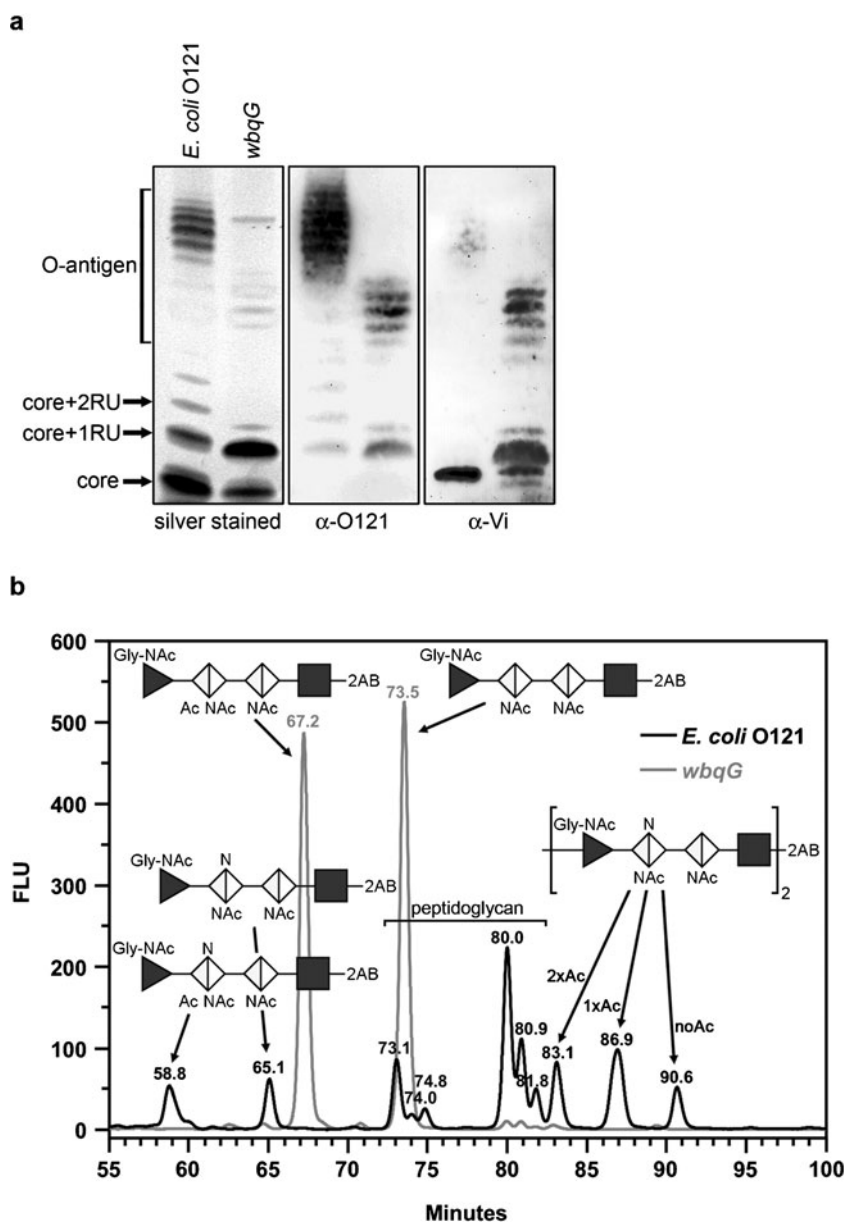 a
E. coli O121
wbqG
O-antigen
core+2RU
core+1RU
core
silver stained
α-O121
α-Vi
b
600
500
400
300
200
100
0
FLU
55
60
65
70
75
80
85
90
95
100
Minutes
Gly-NAc
Ac NAc
NAc
2AB
67.2
Gly-NAc
NAc
NAc
2AB
73.5
E. coli O121
wbqG
Gly-NAc
N
NAc
NAc
2AB
Gly-NAc
N
Ac NAc
NAc
2AB
Gly-NAc
N
NAc
2AB
2
peptidoglycan
2xAc
1xAc
noAc
58.8
65.1
73.1
74.0
74.8
80.0
80.9
81.8
83.1
86.9
90.6